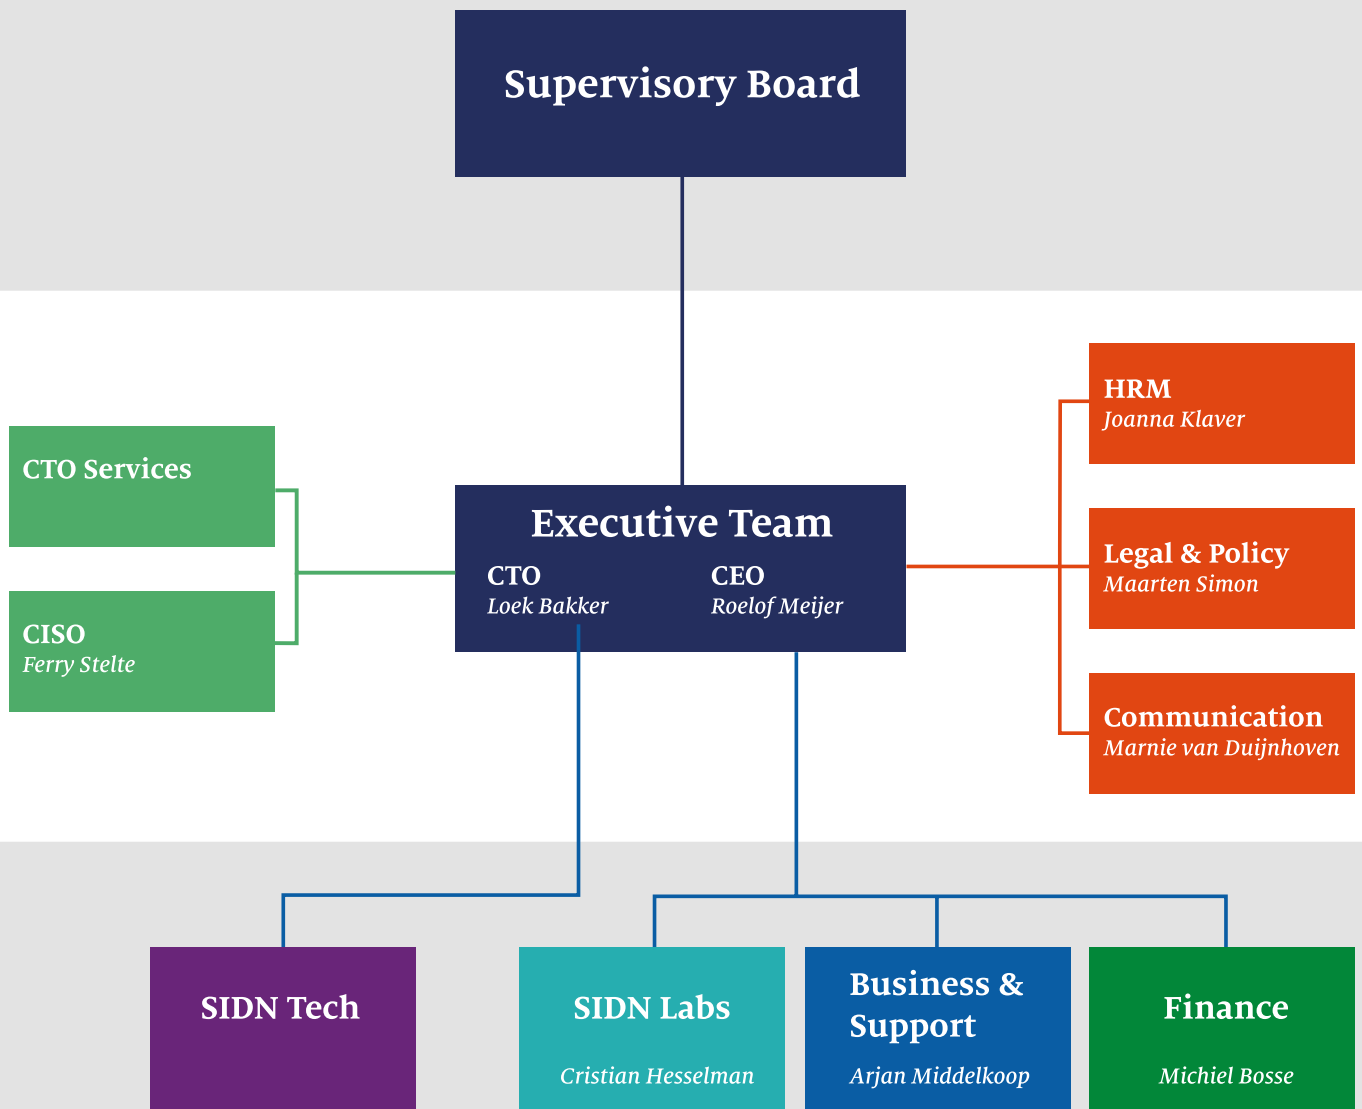 Supervisory Board
CTO Services
CISO
Ferry Stelte
Executive Team
CTO
Loek Bakker
CEO
Roelof Meijer
HRM
Joanna Klaver
Legal & Policy
Maarten Simon
Communication
Marnie van Duijnhoven
SIDN Tech
SIDN Labs
Cristian Hesselman
Business &
Support
Arjan Middelkoop
Finance
Michiel Bosse